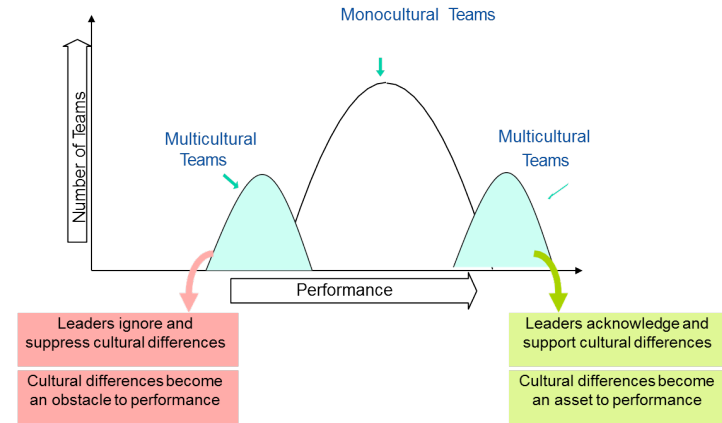 Monocultural Teams
Multicultural
Teams
Multicultural
Teams
Number of Teams
Performance
Leaders ignore and
suppress cultural differences
Cultural differences become
an obstacle to performance
Leaders acknowledge and
support cultural differences
Cultural differences become
an asset to performance